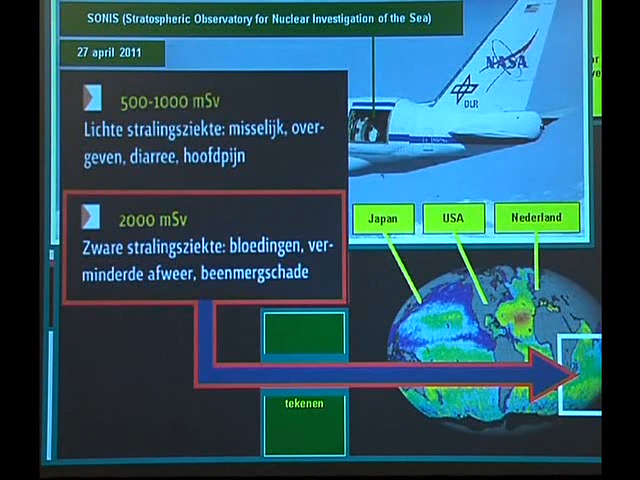 SONIS (Stratospheric Observatory for Nuclear Investigation of the Sea)
27 april 2011
500-1000 mSv
Lichte stralingsziekte: misselijk, over-
geven, diarree, hoofdpijn
2000 mSv
Zware stralingsziekte: bloedingen, ver-
minderde afweer, beenmergschade
NASA
DLR
Japan
USA
Nederland
tekenen